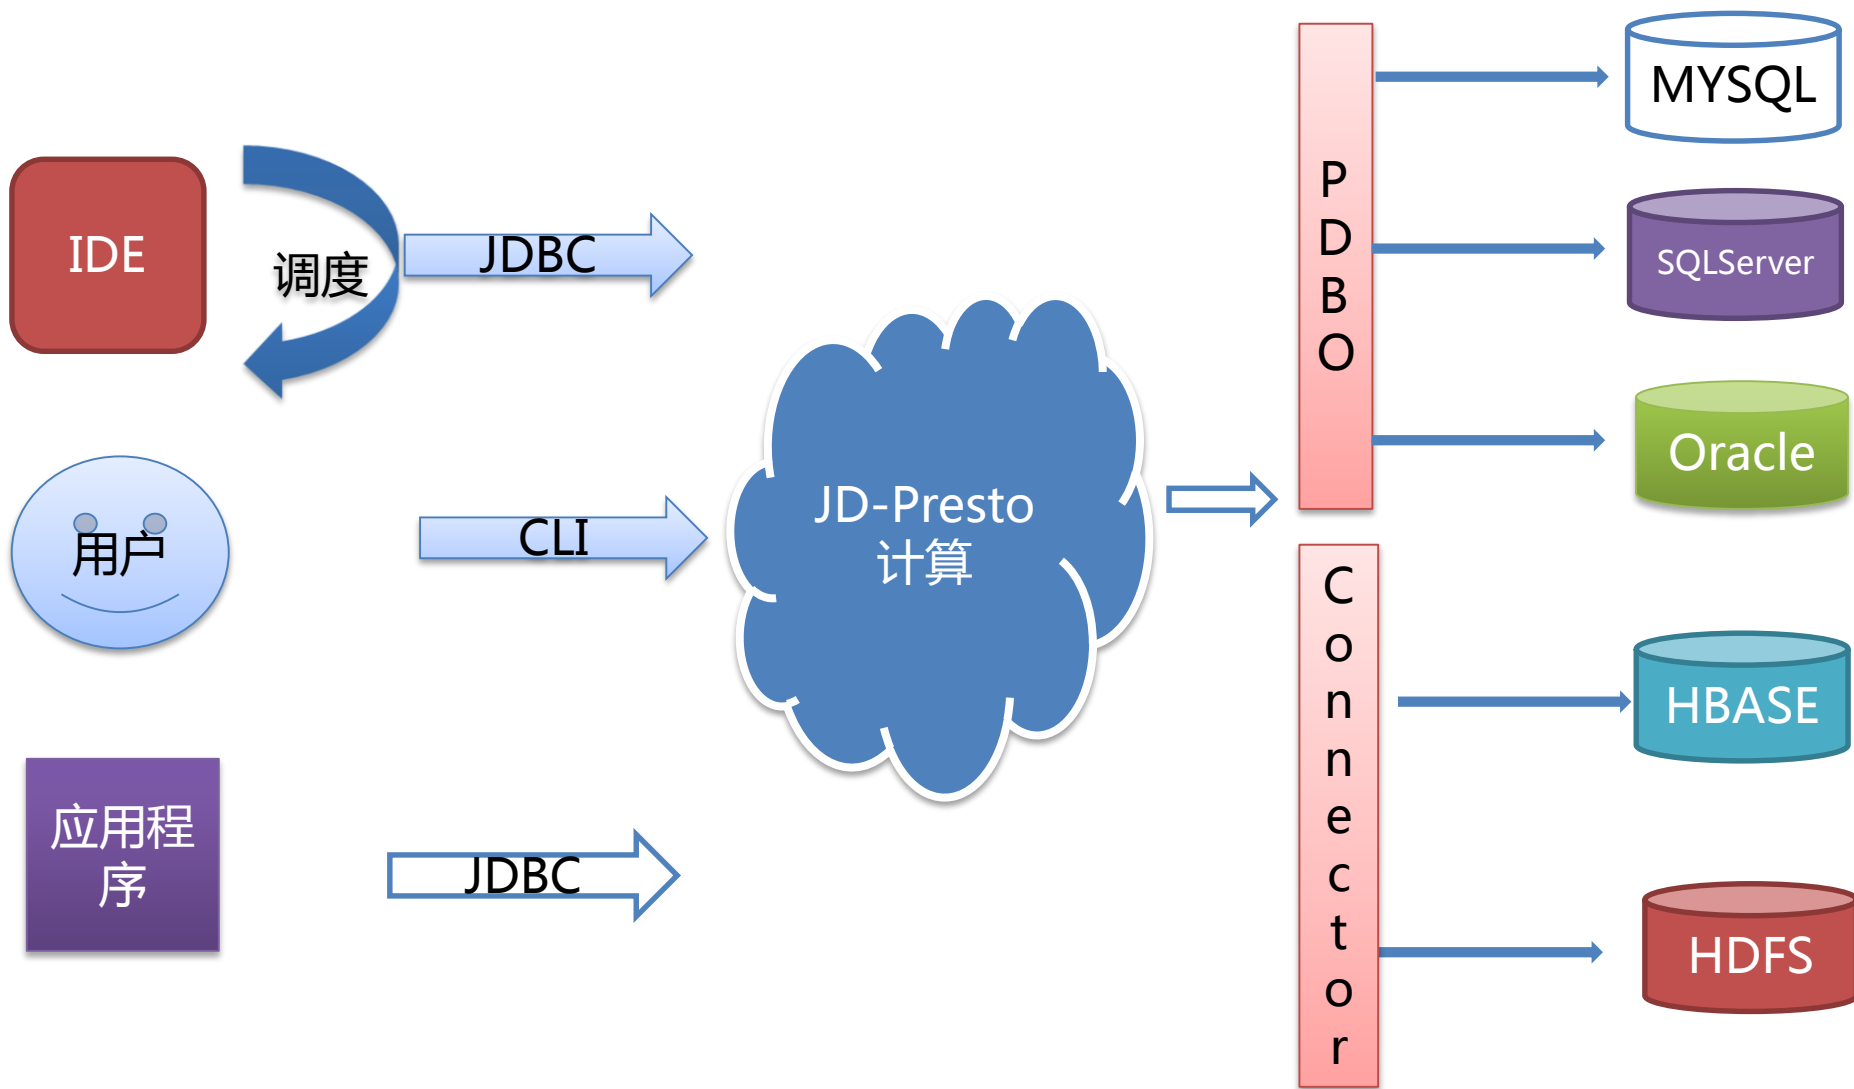 IDE
调度
JDBC
用户
CLI
应用程
序
JDBC
JD-Presto
计算
P
D
B
O
C
o
n
n
e
c
t
o
r
MYSQL
SQLServer
Oracle
HBASE
HDFS